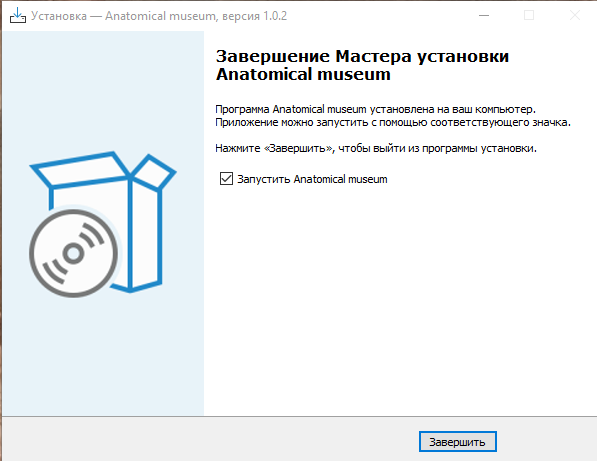 Установка — Anatomical museum, версия 1.0.2
Завершение Мастера установки
Anatomical museum
Программа Anatomical museum установлена на ваш компьютер.
Приложение можно запустить с помощью соответствующего значка.
Нажмите «Завершить», чтобы выйти из программы установки.
Запустить Anatomical museum
Завершить